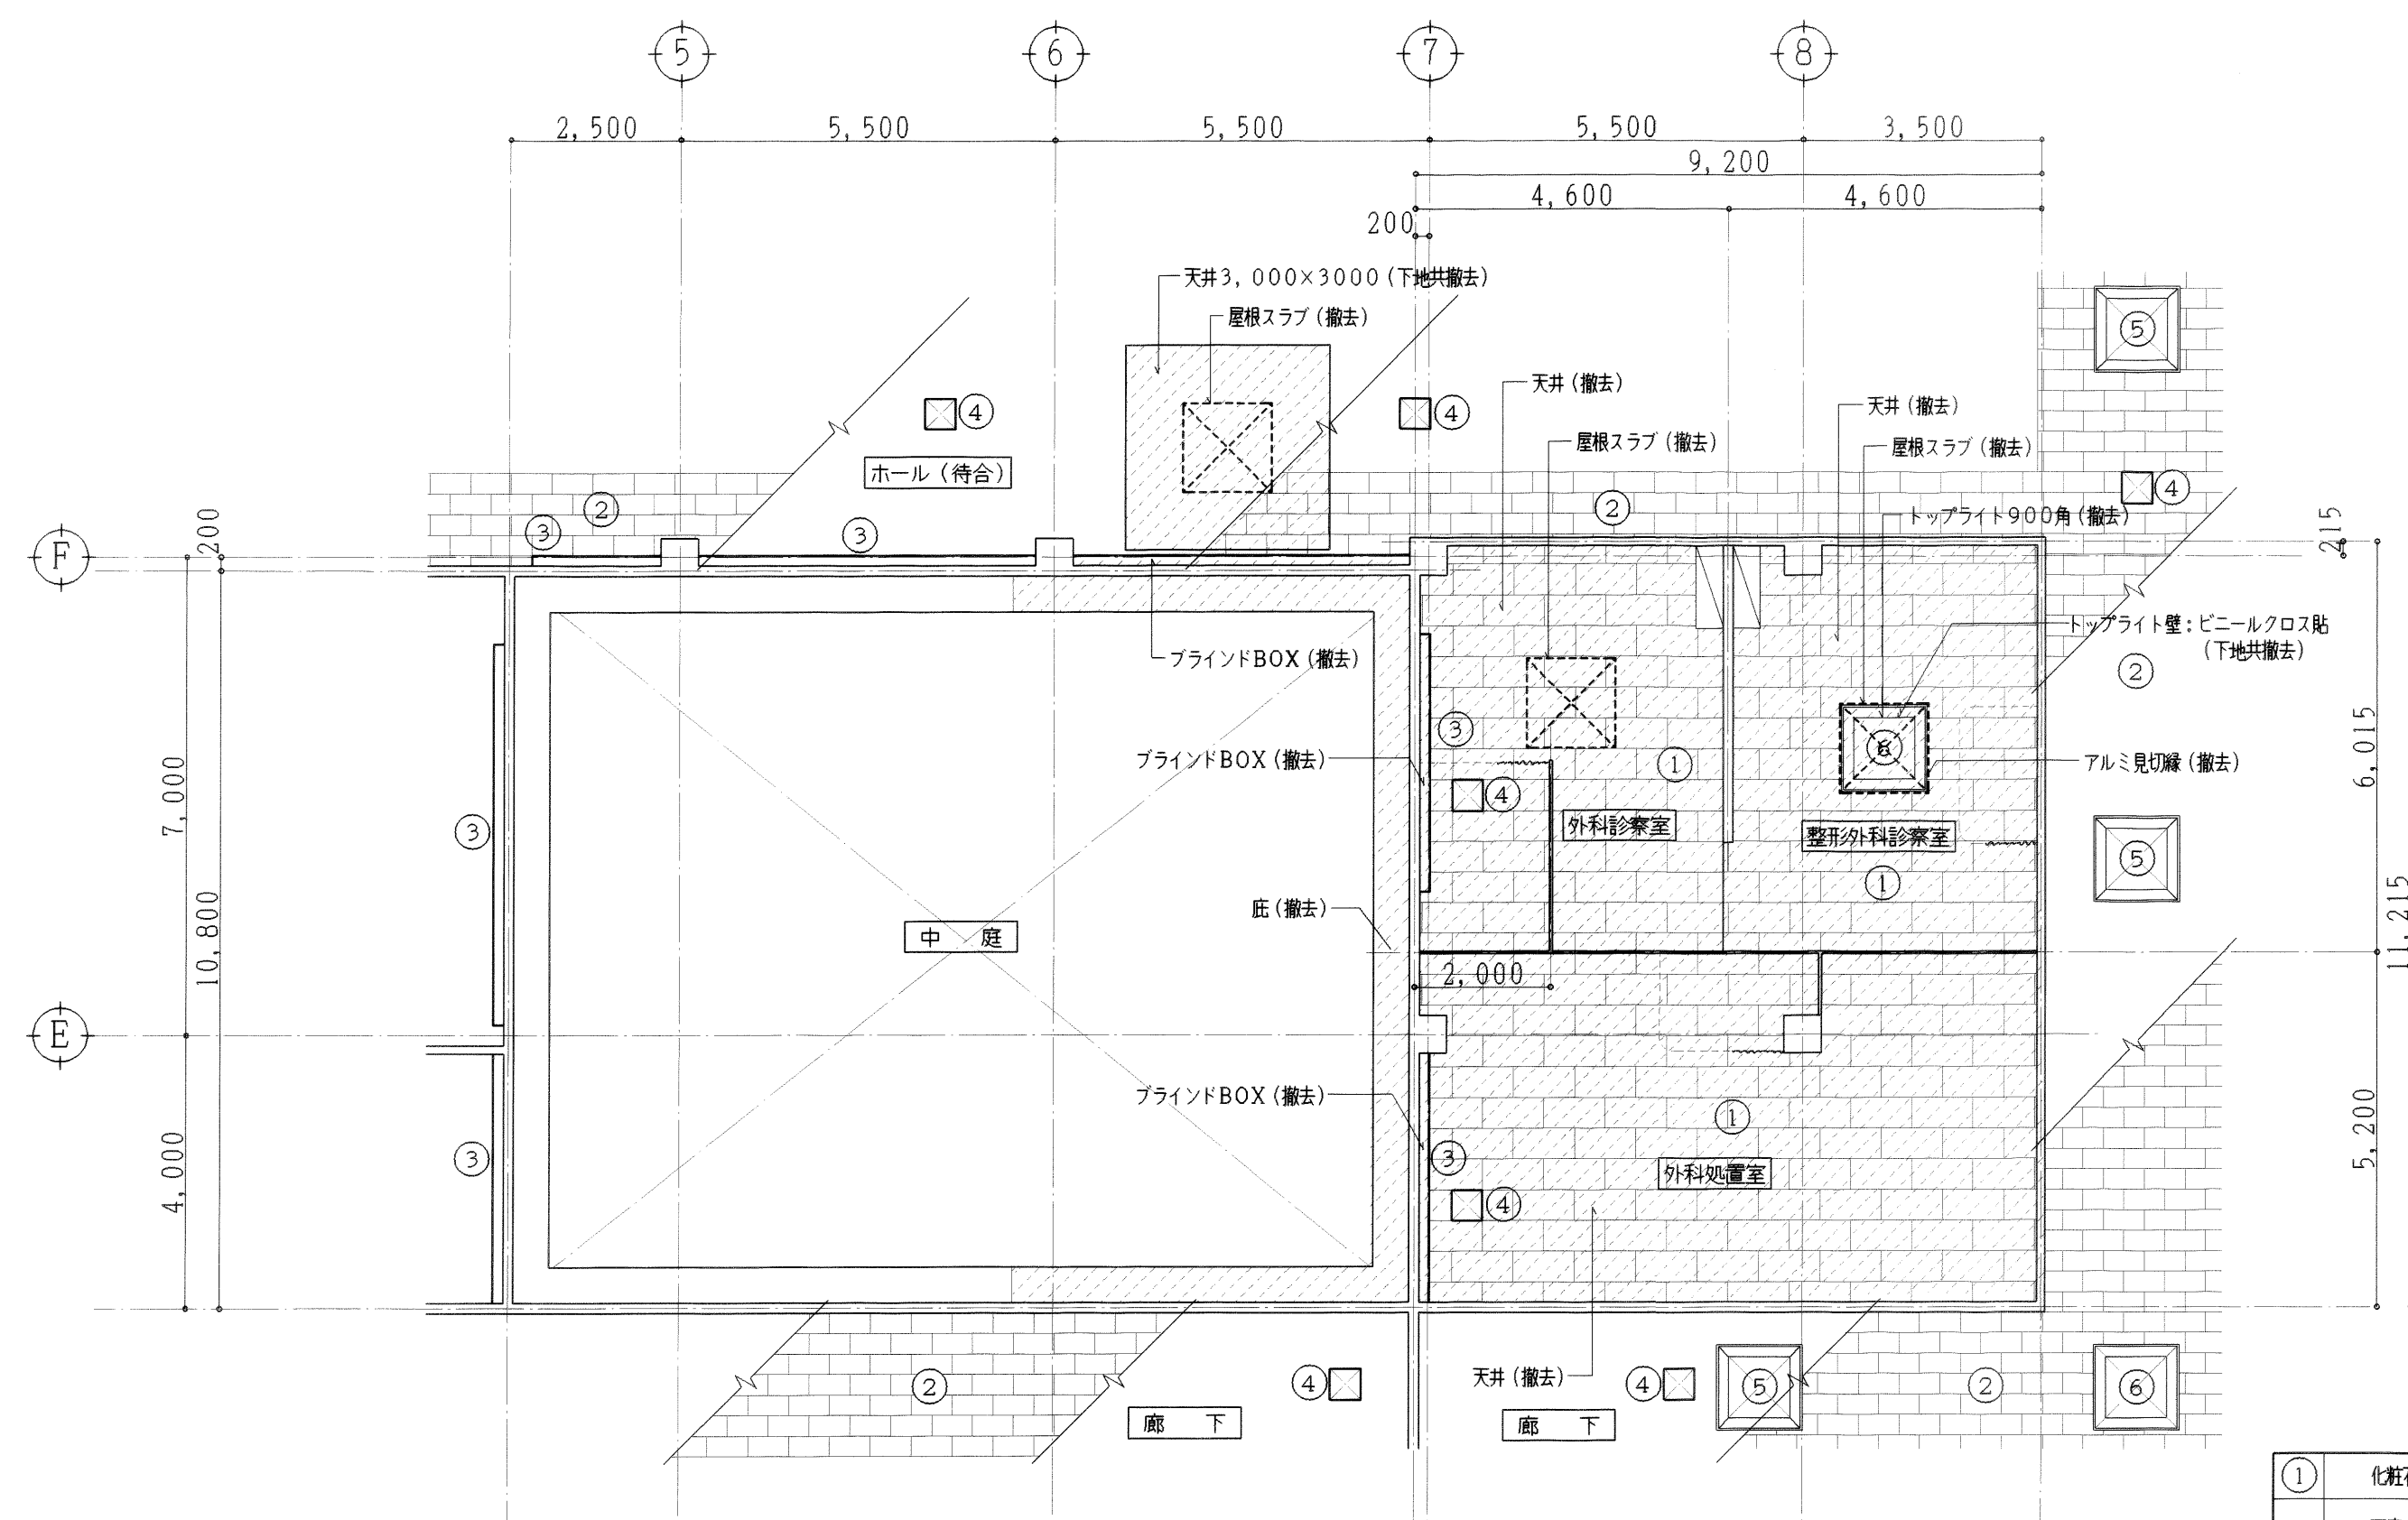 5 6 7 8
2,500 5,500 5,500 5,500 3,500
9,200
4,600 4,600
200
天井3,000×3000(下地共撤去)
屋根スラブ(撤去)
5
天井(撤去)
天井(撤去)
4 4
屋根スラブ(撤去)
屋根スラブ(撤去)
ホール(待合)
4
2 2
トップライト900角(撤去)
3 3
200
215
F
トップライト壁:ビニールクロス貼
(下地共撤去)
ブラインドBOX(撤去)
2
3
ブラインドBOX(撤去)
1
アルミ見切縁(撤去)
6,015
7,000
4
外科診察室
整形外科診察室
3
5
1
庇(撤去)
中 庭
10,800
11,215
2,000
E
ブラインドBOX(撤去)
1
5,200
4,000
3
3
外科処置室
4
天井(撤去)
2
4
4
5
2
6
廊 下
廊 下
1